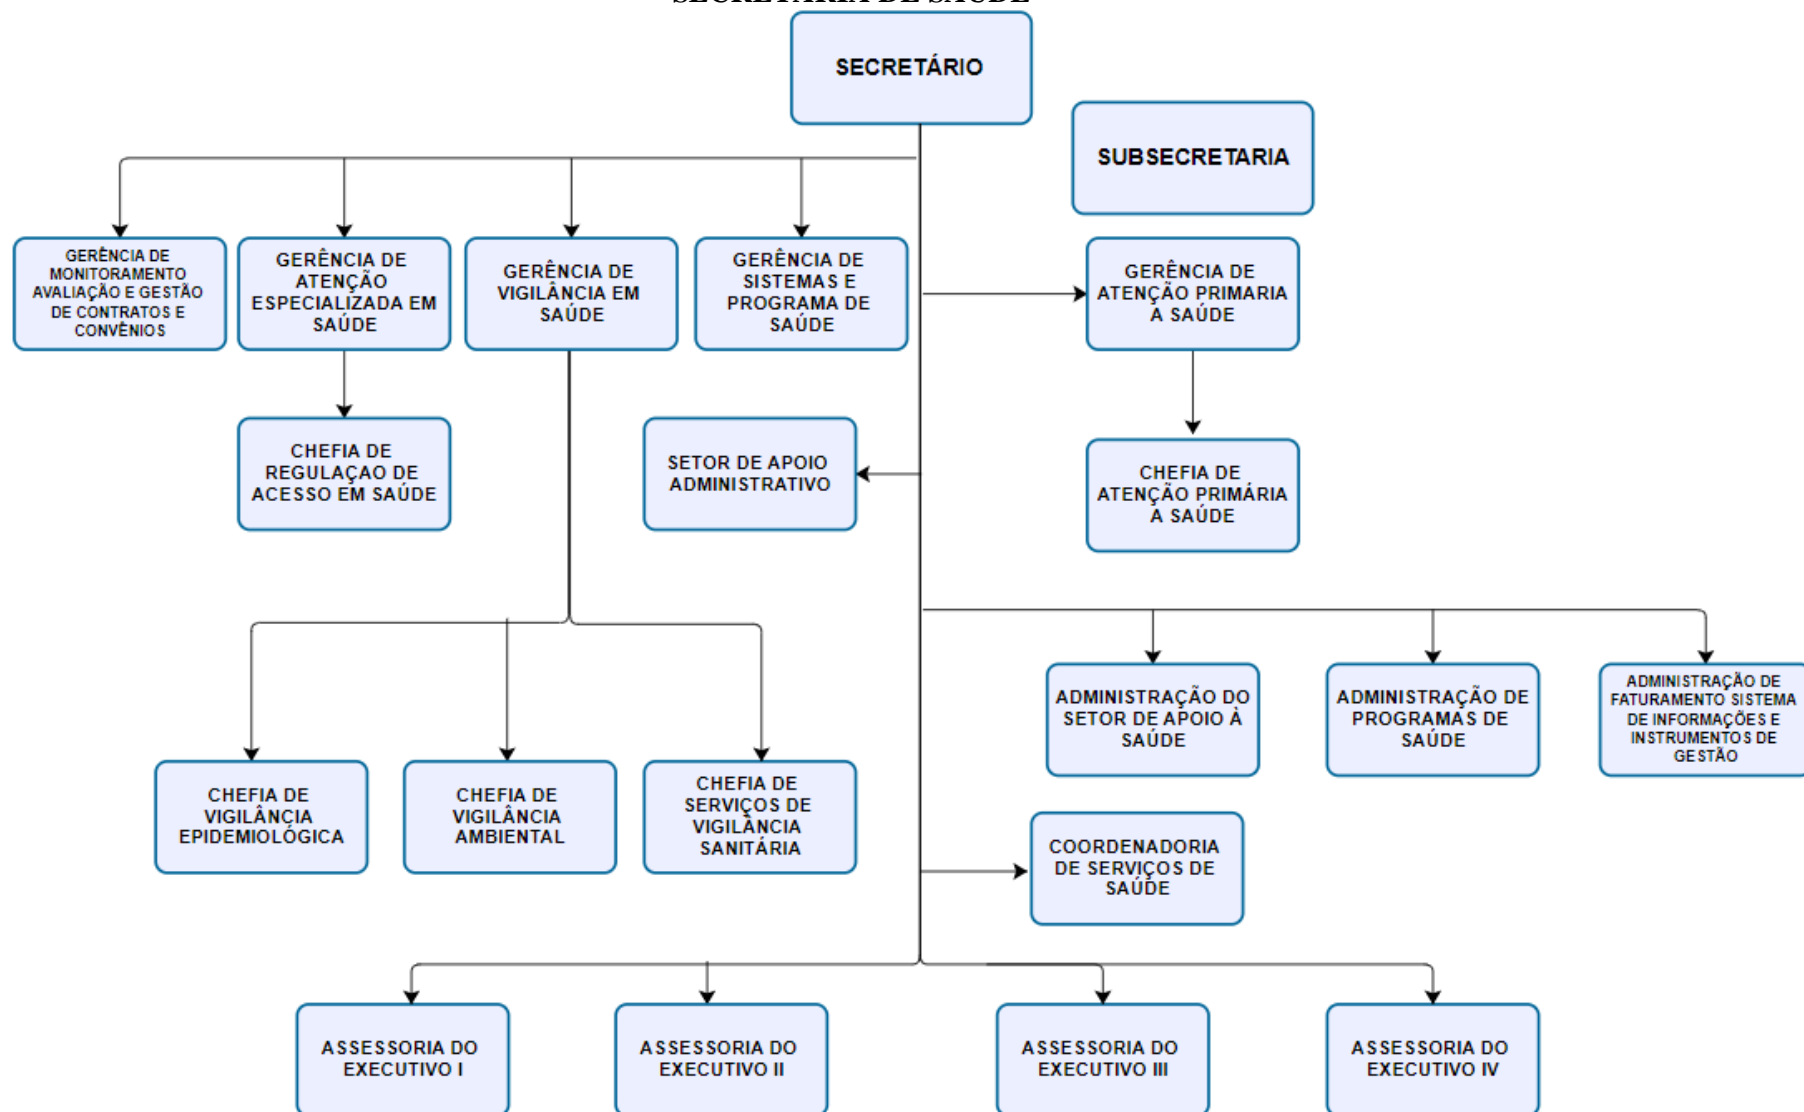 SECRETARIA DE SAÚDE
SECRETÁRIO
SUBSECRETARIA
GERÊNCIA DE
MONITORAMENTO
AVALIAÇÃO E GESTÃO
DE CONTRATOS E
CONVÊNIOS
GERÊNCIA DE
ATENÇÃO
ESPECIALIZADA EM
SAÚDE
GERÊNCIA DE
VIGILÂNCIA EM
SAÚDE
GERÊNCIA DE
SISTEMAS E
PROGRAMA DE
SAÚDE
GERÊNCIA DE
ATENÇÃO PRIMARIA
A SAÚDE
CHEFIA DE
REGULAÇAO DE
ACESSO EM SAÚDE
SETOR DE APOIO
ADMINISTRATIVO
CHEFIA DE
ATENÇÃO PRIMÁRIA
A SAÚDE
ADMINISTRAÇÃO DO
SETOR DE APOIO À
SAÚDE
ADMINISTRAÇÃO DE
PROGRAMAS DE
SAÚDE
ADMINISTRAÇÃO DE
FATURAMENTO SISTEMA
DE INFORMAÇÕES E
INSTRUMENTOS DE
GESTÃO
CHEFIA DE
VIGILÂNCIA
EPIDEMIOLÓGICA
CHEFIA DE
VIGILÂNCIA
AMBIENTAL
CHEFIA DE
SERVIÇOS DE
VIGILÂNCIA
SANITÁRIA
COORDENADORIA
DE SERVIÇOS DE
SAÚDE
ASSESSORIA DO
EXECUTIVO I
ASSESSORIA DO
EXECUTIVO II
ASSESSORIA DO
EXECUTIVO III
ASSESSORIA DO
EXECUTIVO IV